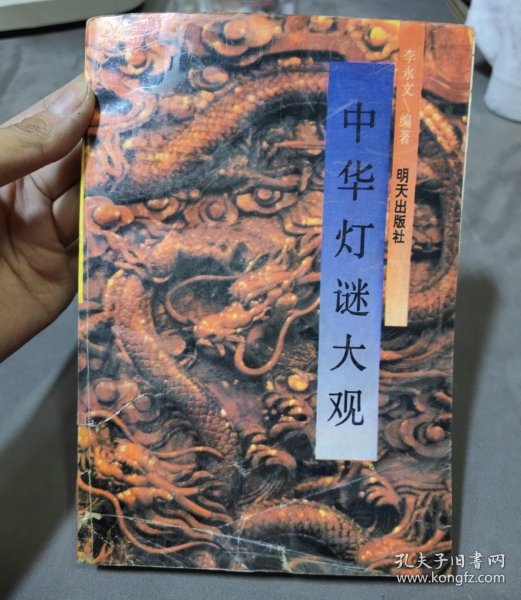 李永文 编著
明天出版社
中华灯谜大观
孔夫子旧书网
www.kongfz.com